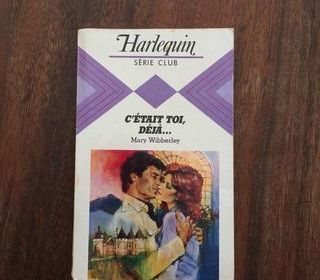 Harlequin
SÉRIE CLUB
C'ÉTAIT TOI,
DÉJÀ...
Mary Wibberley